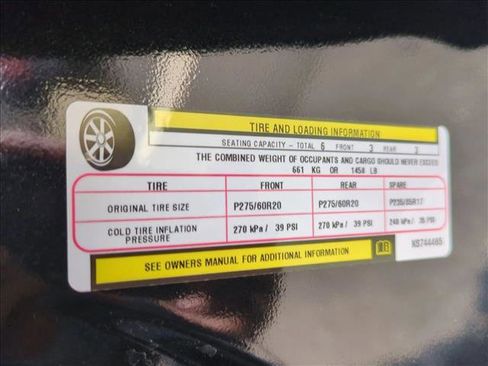 TIRE AND LOADING INFORMATION
SEATING CAPACITY - TOTAL 6 FRONT 3 REAR 3
THE COMBINED WEIGHT OF OCCUPANTS AND CARGO SHOULD NEVER EXCEED
661 KG OR 1458 LB
TIRE FRONT REAR SPARE
ORIGINAL TIRE SIZE P275/60R20 P275/60R20
COLD TIRE INFLATION PRESSURE 270 kPa / 39 PSI 270 kPa / 39 PSI
SEE OWNERS MANUAL FOR ADDITIONAL INFORMATION